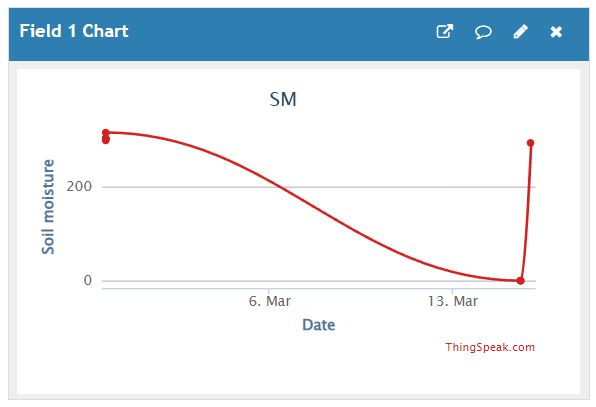 Field 1 Chart
SM
Soil moisture
200
0
6. Mar
13. Mar
Date
ThingSpeak.com